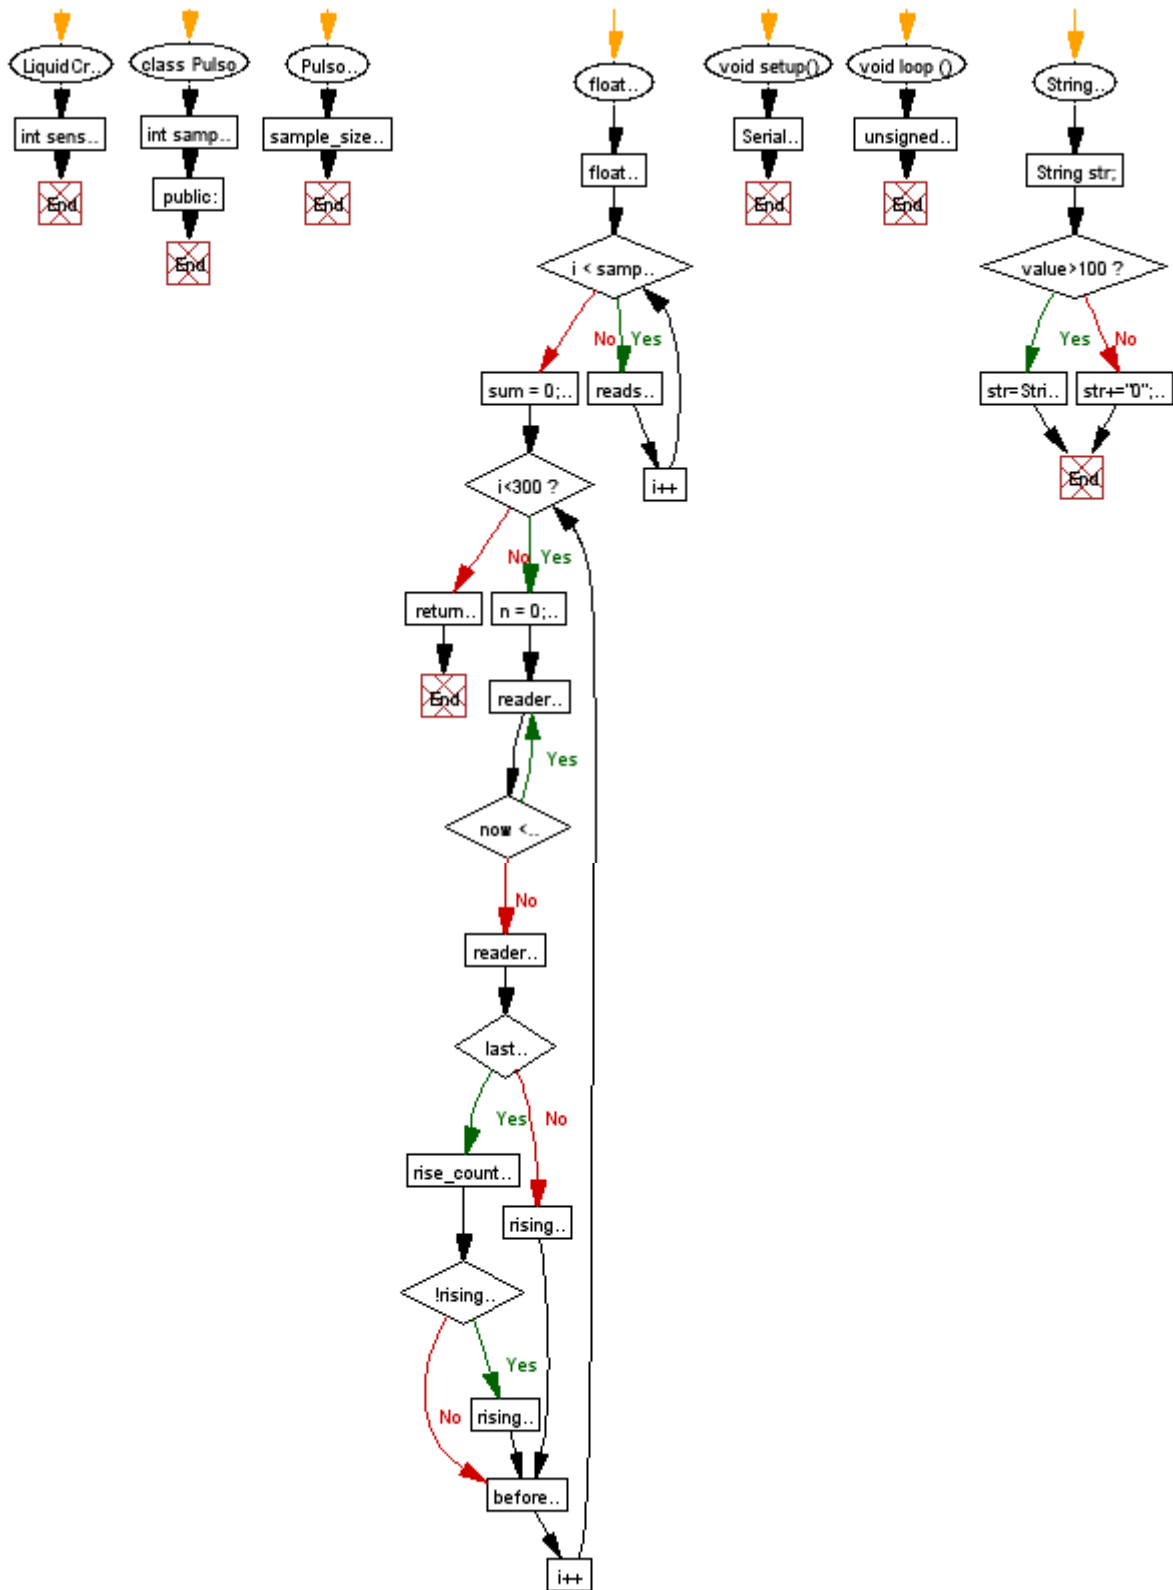 LiquidCr..
int sens..
End
class Pulso
int samp..
public:
End
Pulso..
sample_size..
End
float..
float..
i < samp..
No
Yes
sum = 0;..
reads..
i++
i<300 ?
No
Yes
return..
n = 0;..
End
reader..
Yes
now <..
No
reader..
last..
Yes
No
rise_count..
rising..
!rising..
Yes
No
rising..
before..
i++
void setup()
Serial..
End
void loop ()
unsigned..
End
String..
String str;
value>100 ?
Yes
No
str=Stri..
str+="0";..
End